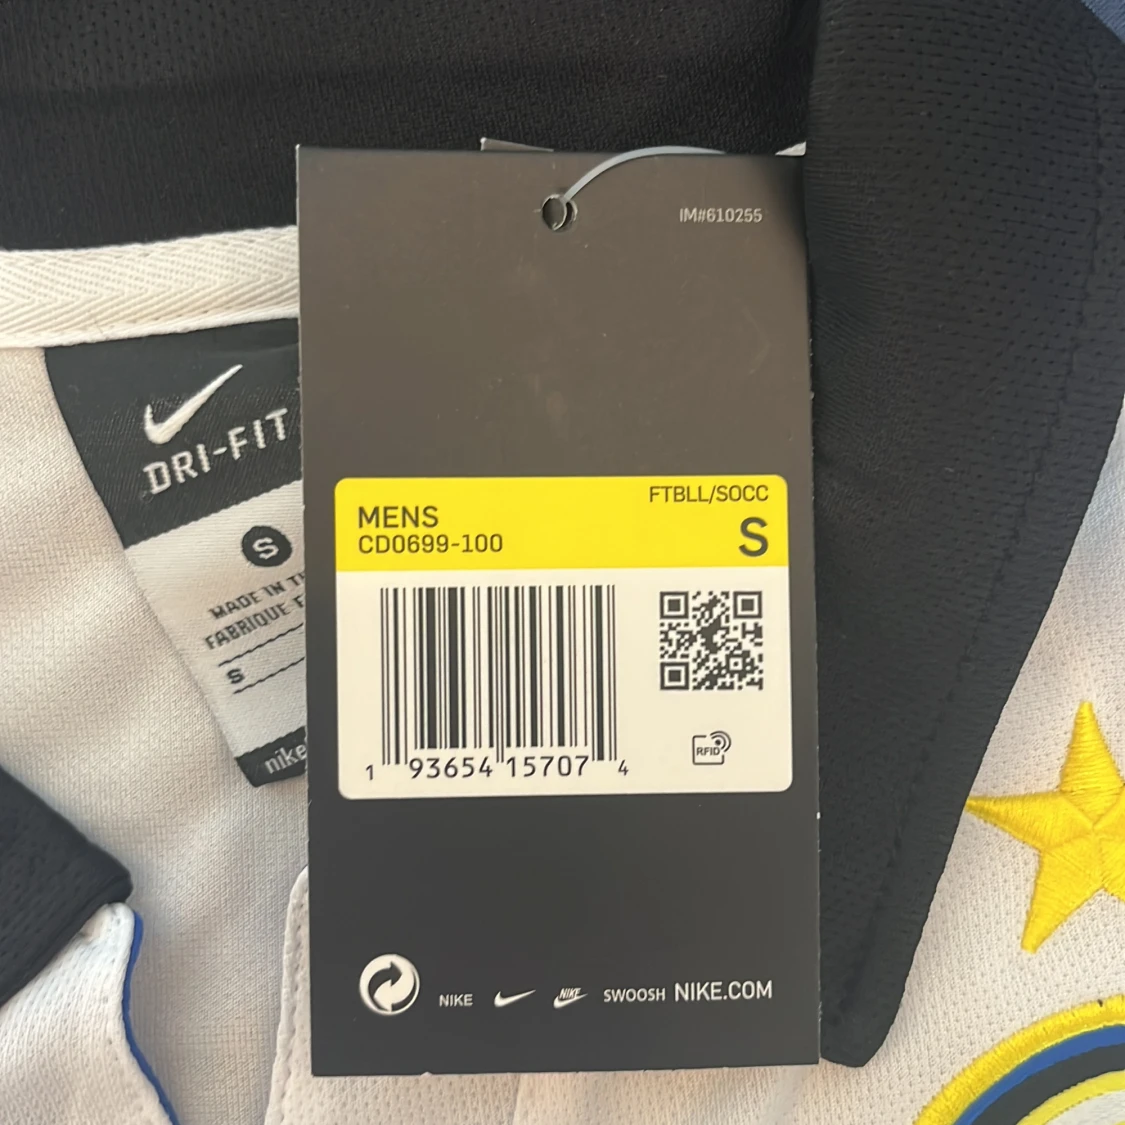 IM#610255
DRI-FIT
S
MADE IN
FABRIQUE
S
nike
FTBLL/SOCC
MENS
S
CD0699-100
RFID
1 93654 15707 4
NIKE NIKE SWOOSH NIKE.COM